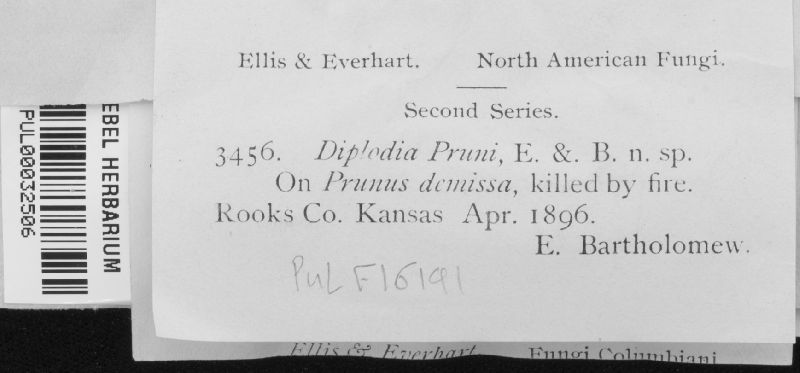 Ellis & Everhart. North American Fungi.
Second Series.
3456. Diplodia Pruni, E. &. B. n. sp.
On Prunus demissa, killed by fire.
Rooks Co. Kansas Apr. 1896.
E. Bartholomew.
PUL F16191
Ellis & Everhart Fungi Columbiani
EBEL HERBARIUM
PUL00032506